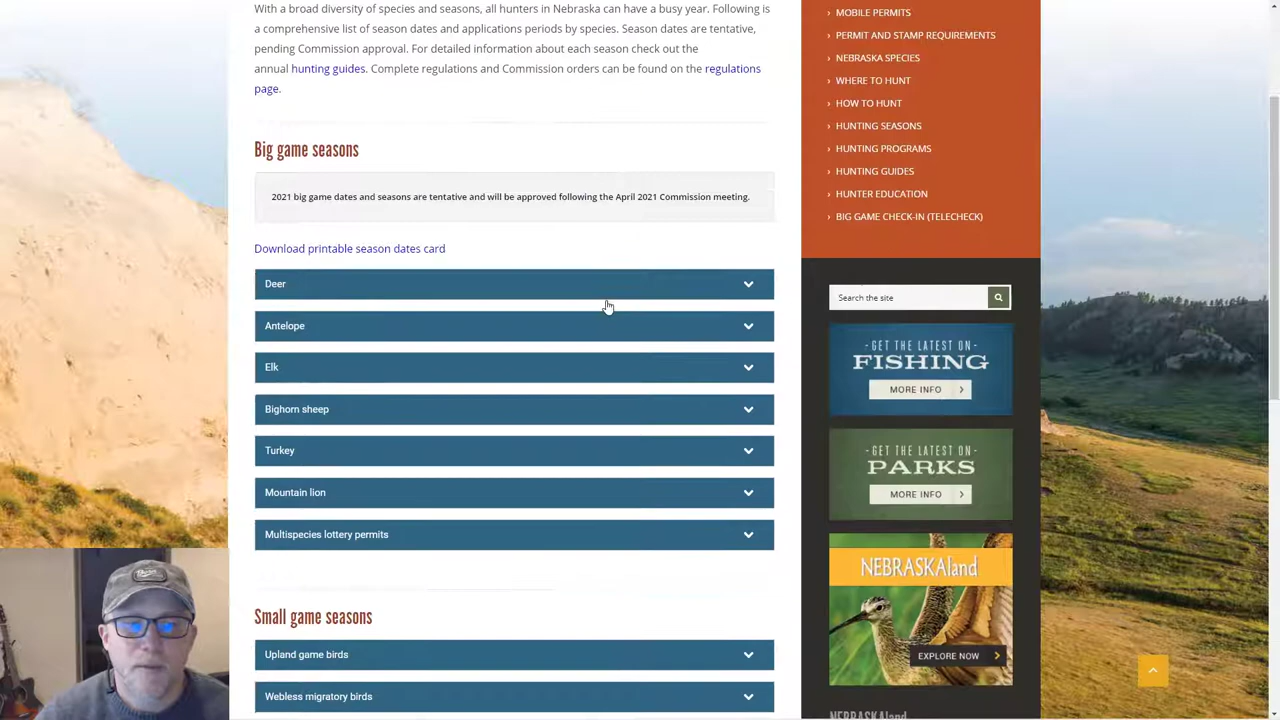 With a broad diversity of species and seasons, all hunters in Nebraska can have a busy year. Following is
a comprehensive list of season dates and applications periods by species. Season dates are tentative,
pending Commission approval. For detailed information about each season check out the
annual hunting guides. Complete regulations and Commission orders can be found on the regulations
page.
Big game seasons
2021 big game dates and seasons are tentative and will be approved following the April 2021 Commission meeting.
Download printable season dates card
Deer
Antelope
Elk
Bighorn sheep
Turkey
Mountain lion
Multispecies lottery permits
Small game seasons
Upland game birds
Webless migratory birds
› MOBILE PERMITS
› PERMIT AND STAMP REQUIREMENTS
› NEBRASKA SPECIES
› WHERE TO HUNT
› HOW TO HUNT
› HUNTING SEASONS
› HUNTING PROGRAMS
› HUNTING GUIDES
› HUNTER EDUCATION
› BIG GAME CHECK-IN (TELECHECK)
Search the site
GET THE LATEST ON
FISHING
MORE INFO
GET THE LATEST ON
PARKS
MORE INFO
NEBRASKAland
EXPLORE NOW
NEBRASKAland